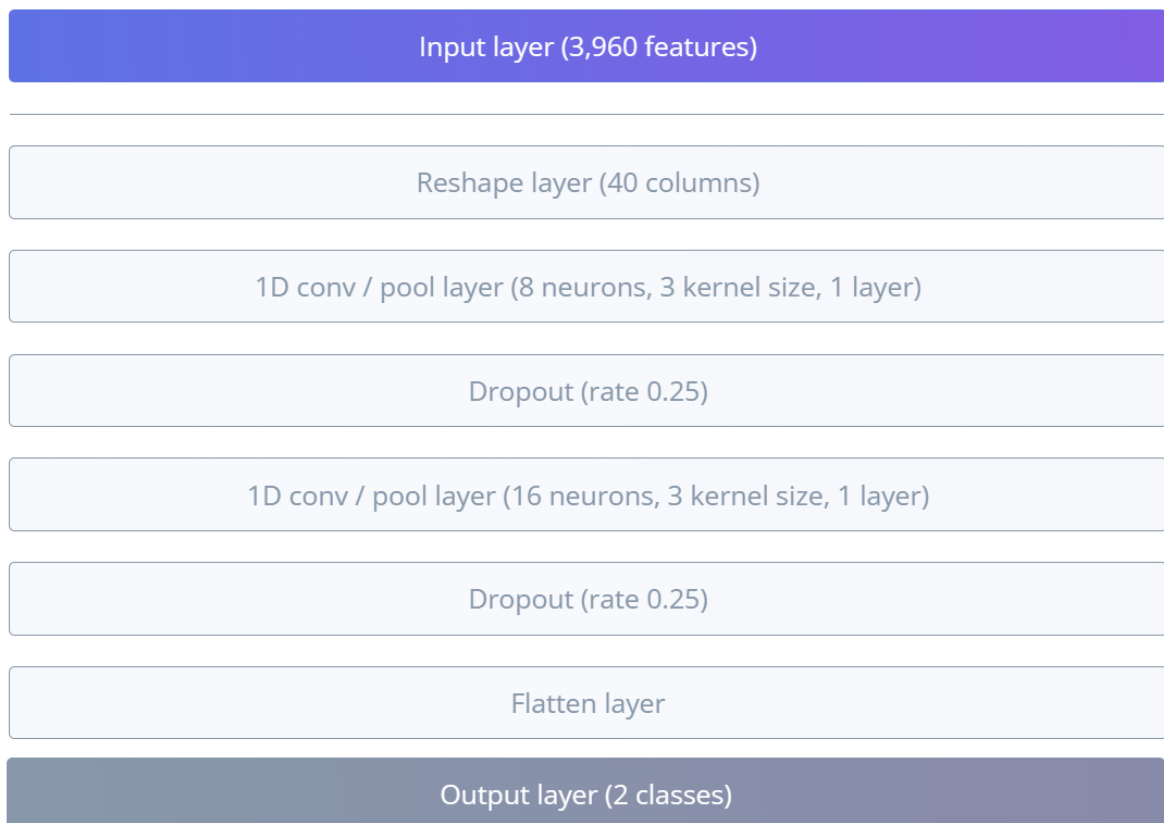 Input layer (3,960 features)
Reshape layer (40 columns)
1D conv / pool layer (8 neurons, 3 kernel size, 1 layer)
Dropout (rate 0.25)
1D conv / pool layer (16 neurons, 3 kernel size, 1 layer)
Dropout (rate 0.25)
Flatten layer
Output layer (2 classes)